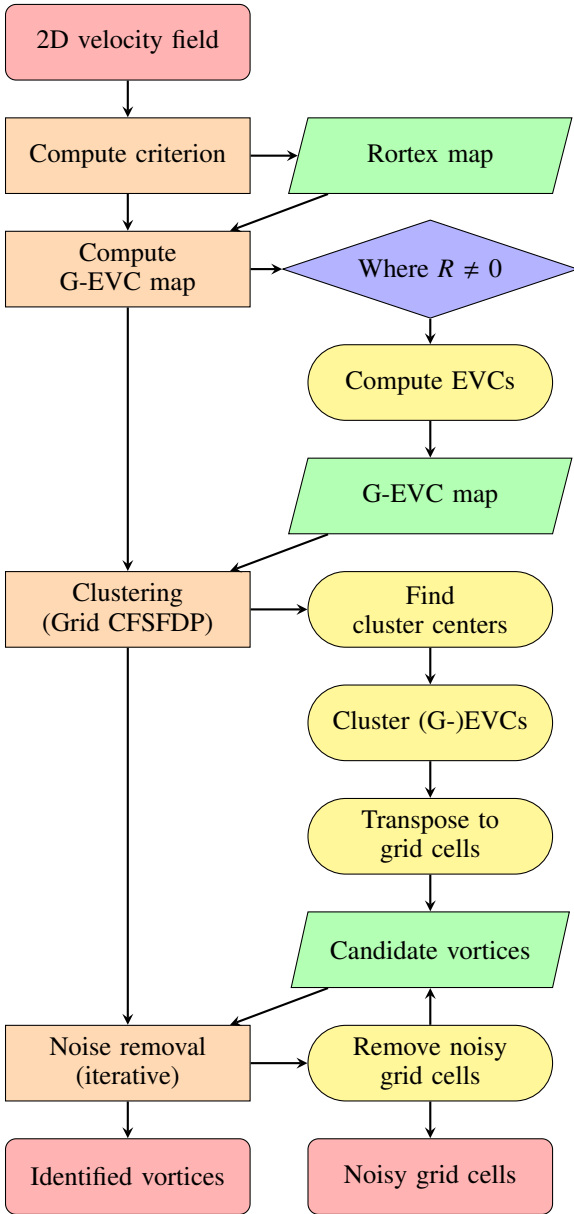 2D velocity field
Compute criterion
Rortex map
Compute
G-EVC map
Where R ≠ 0
Compute EVCs
G-EVC map
Clustering
(Grid CFSFDP)
Find
cluster centers
Cluster (G-)EVCs
Transpose to
grid cells
Candidate vortices
Noise removal
(iterative)
Remove noisy
grid cells
Identified vortices
Noisy grid cells